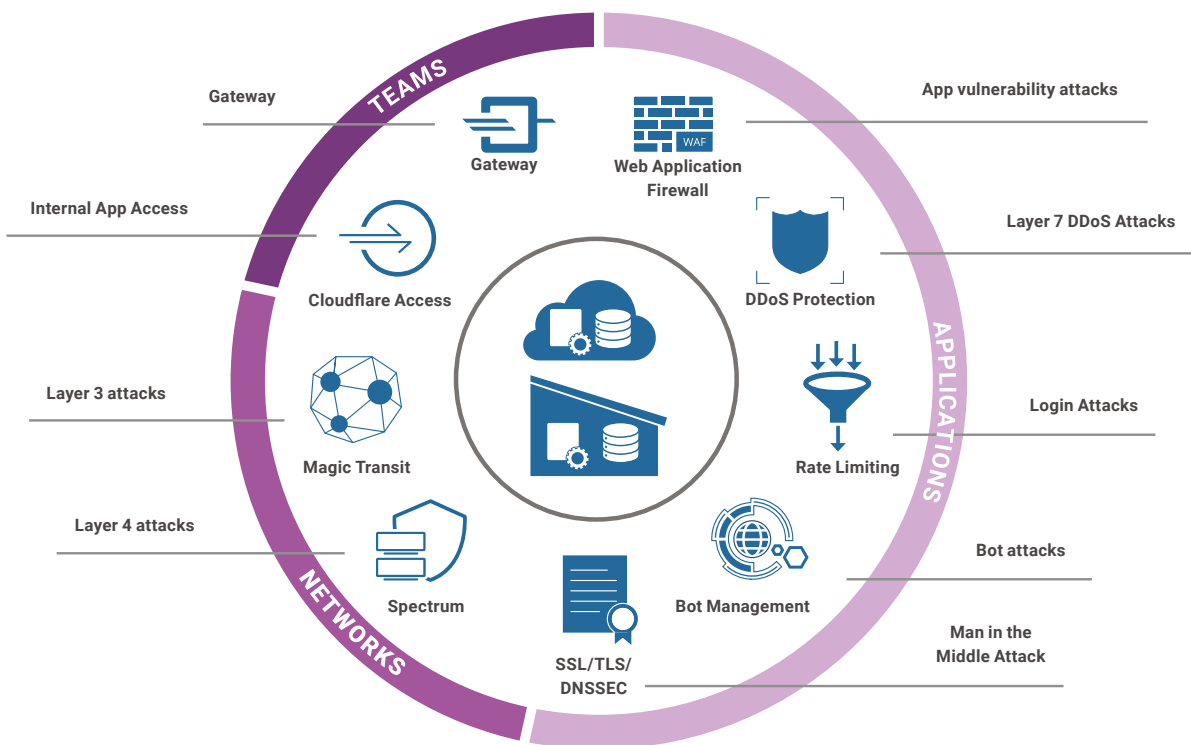 TEAMS
Gateway
App vulnerability attacks
WAF
Gateway
Web Application
Firewall
Internal App Access
Layer 7 DDoS Attacks
Cloudflare Access
DDoS Protection
APPLICATIONS
Layer 3 attacks
Login Attacks
Magic Transit
Rate Limiting
Layer 4 attacks
Bot attacks
Spectrum
Bot Management
NETWORKS
Man in the
Middle Attack
SSL/TLS/
DNSSEC